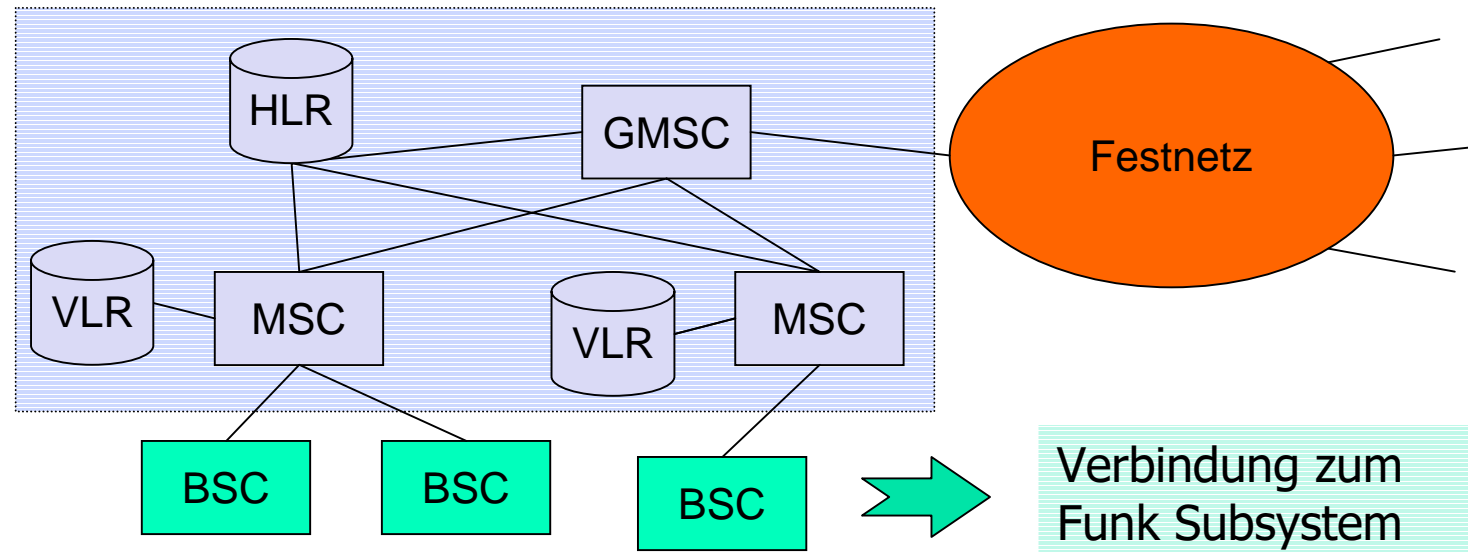 HLR
GMSC
Festnetz
VLR
MSC
VLR
MSC
BSC
BSC
BSC
Verbindung zum
Funk Subsystem